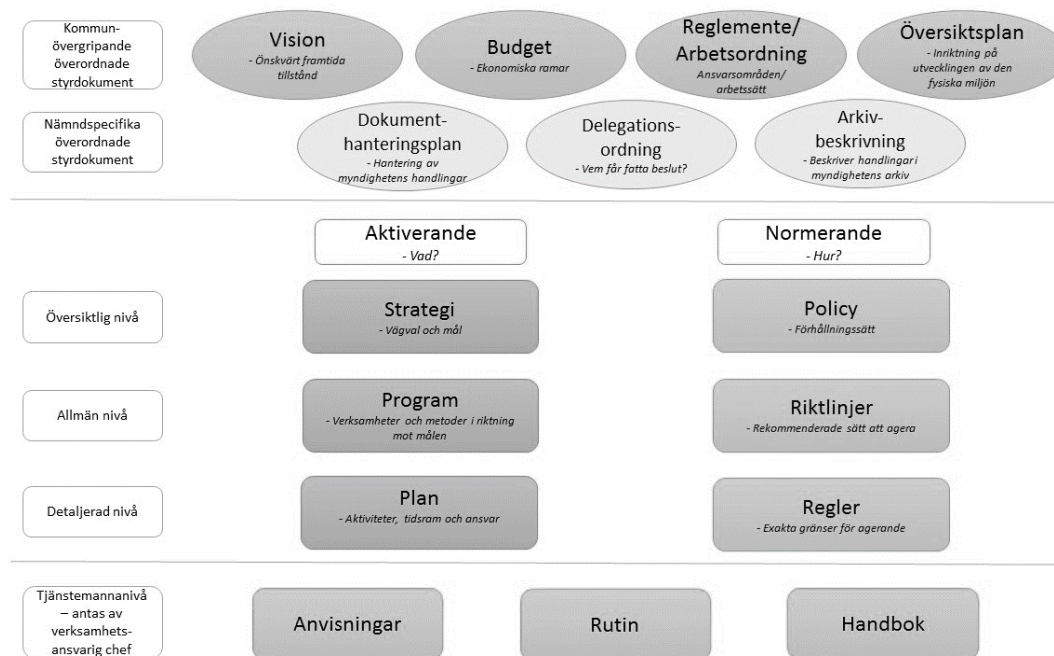 Kommun-
övergripande
överordnade
styrdokument
Vision
- Önskvärt framtida
tillstånd
Budget
- Ekonomiska ramar
Reglemente/
Arbetsordning
Ansvarsområden/
arbetssätt
Översiktsplan
- Inriktning på
utvecklingen av den
fysiska miljön
Nämndspecifika
överordnade
styrdokument
Dokument-
hanteringsplan
- Hantering av
myndighetens handlingar
Delegations-
ordning
- Vem får fatta beslut?
Arkiv-
beskrivning
- Beskriver handlingar i
myndighetens arkiv
Aktiverande
- Vad?
Normerande
- Hur?
Översiktlig nivå
Strategi
- Vägval och mål
Policy
- Förhållningssätt
Allmän nivå
Program
- Verksamheter och metoder i riktning
mot målen
Riktlinjer
- Rekommenderade sätt att agera
Detaljerad nivå
Plan
- Aktiviteter, tidsram och ansvar
Regler
- Exakta gränser för agerande
Tjänstemannanivå
– antas av
verksamhets-
ansvarig chef
Anvisningar
Rutin
Handbok